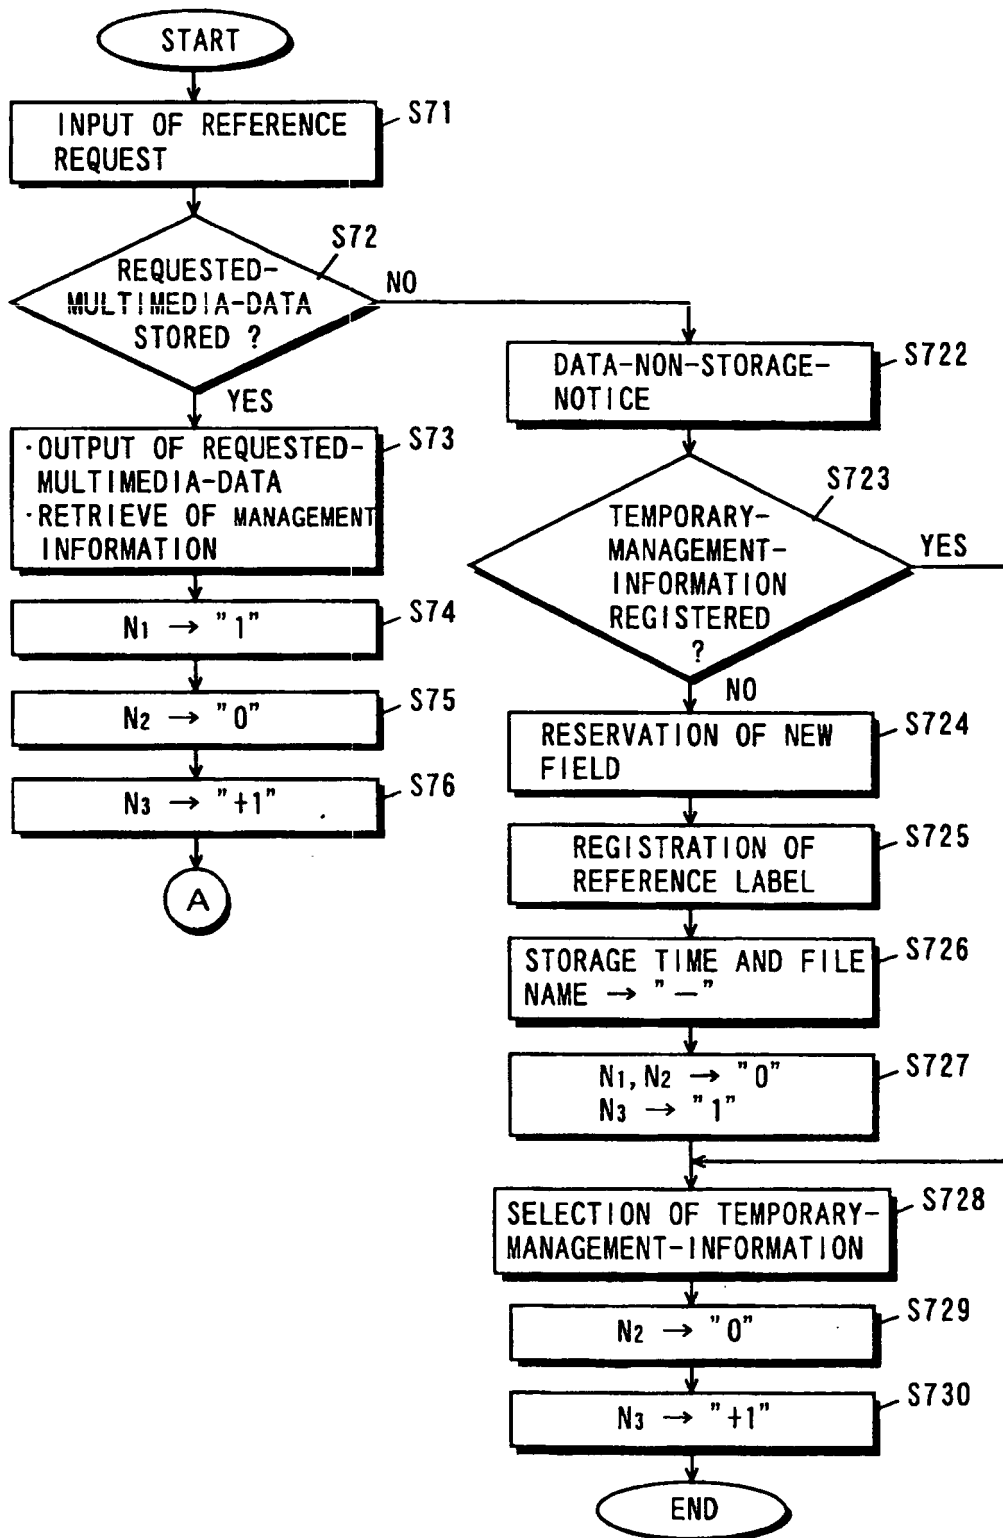 START
S71
INPUT OF REFERENCE
REQUEST
S72
REQUESTED-
MULTIMEDIA-DATA
STORED ?
NO
YES
S73
·OUTPUT OF REQUESTED-
MULTIMEDIA-DATA
·RETRIEVE OF MANAGEMENT
INFORMATION
S74
N1 → "1"
S75
N2 → "0"
S76
N3 → "+1"
A
S722
DATA-NON-STORAGE-
NOTICE
S723
TEMPORARY-
MANAGEMENT-
INFORMATION
REGISTERED
?
YES
NO
S724
RESERVATION OF NEW
FIELD
S725
REGISTRATION OF
REFERENCE LABEL
S726
STORAGE TIME AND FILE
NAME → "—"
S727
N1, N2 → "0"
N3 → "1"
S728
SELECTION OF TEMPORARY-
MANAGEMENT-INFORMATION
S729
N2 → "0"
S730
N3 → "+1"
END